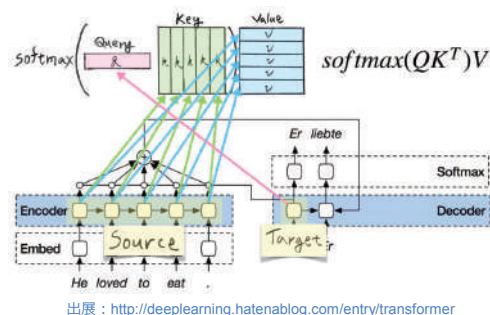 Key
Value
Query
softmax(
k k k k k
v
v
v
v
v
softmax(QK^T)V
Er liebte
Softmax
Encoder
Decoder
Source
Target
Embed
He loved to eat .
出展：http://deeplearning.hatenablog.com/entry/transformer